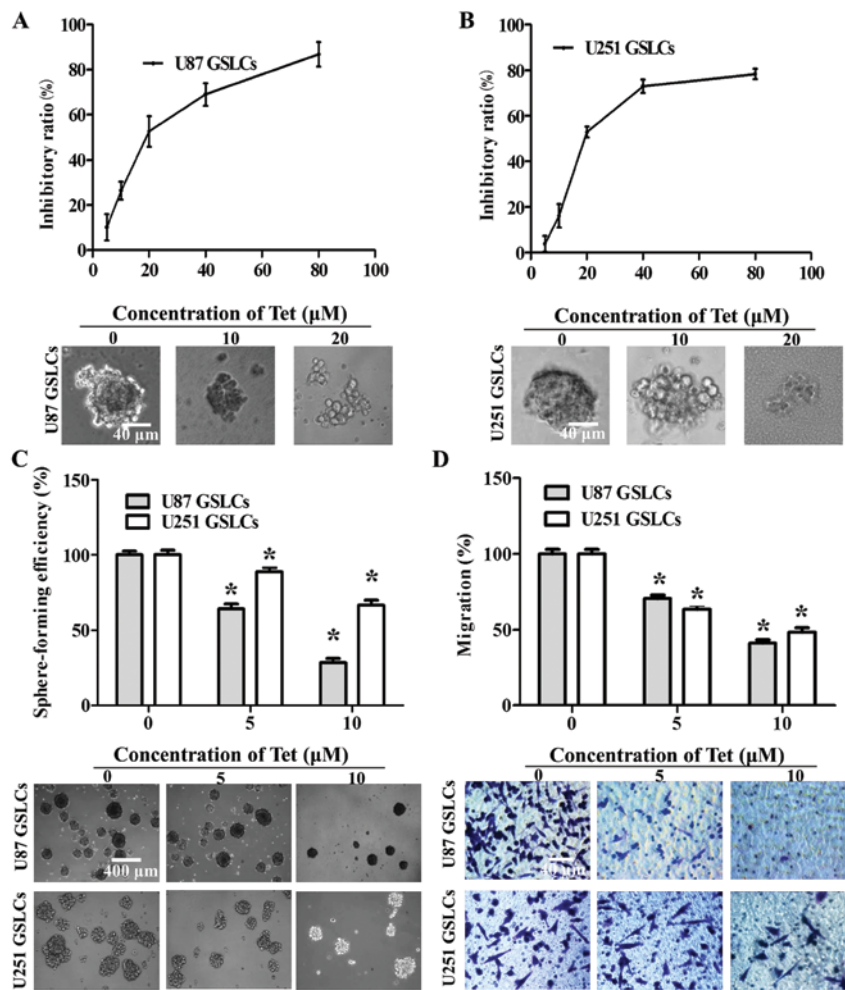 A
100
80
60
40
20
0
Inhibitory ratio (%)
U87 GSLCs
0 20 40 60 80 100
Concentration of Tet (µM)
0 10 20
U87 GSLCs
40 µm
B
100
80
60
40
20
0
Inhibitory ratio (%)
U251 GSLCs
0 20 40 60 80 100
Concentration of Tet (µM)
0 10 20
U251 GSLCs
40 µm
C
150
100
50
0
Sphere-forming efficiency (%)
U87 GSLCs
U251 GSLCs
* * * *
0 5 10
Concentration of Tet (µM)
0 5 10
U87 GSLCs
400 µm
U251 GSLCs
D
150
100
50
0
Migration (%)
U87 GSLCs
U251 GSLCs
* * * *
0 5 10
Concentration of Tet (µM)
0 5 10
U87 GSLCs
U251 GSLCs